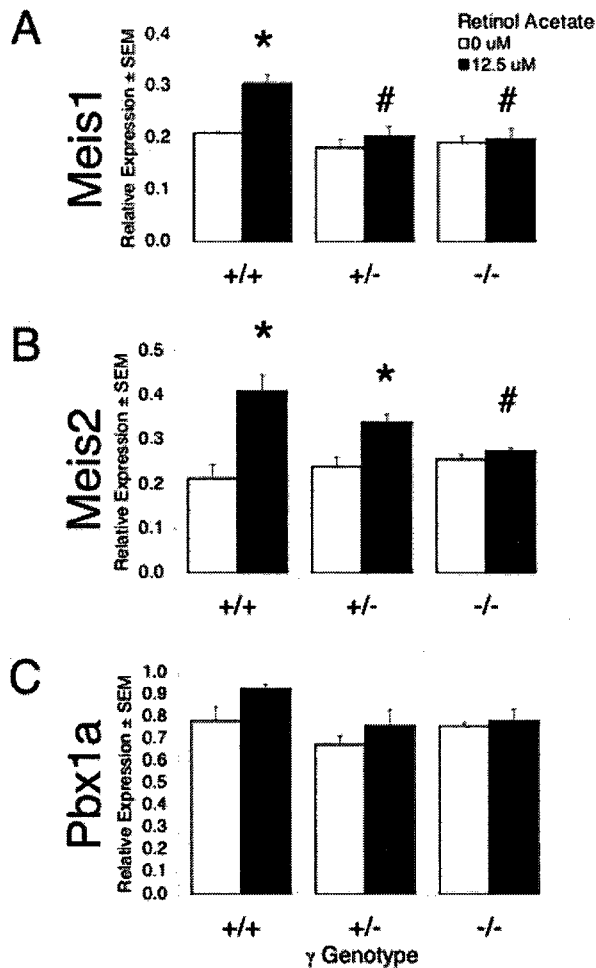 A
Meis1
Relative Expression ± SEM
Retinol Acetate
0 uM
12.5 uM
0.4
0.3
0.2
0.1
0.0
*
#
#
+/+
+/-
-/-
B
Meis2
Relative Expression ± SEM
0.5
0.4
0.3
0.2
0.1
0.0
*
*
#
+/+
+/-
-/-
C
Pbx1a
Relative Expression ± SEM
1.0
0.9
0.8
0.7
0.6
0.5
0.4
0.3
0.2
0.1
0.0
+/+
+/-
-/-
γ Genotype